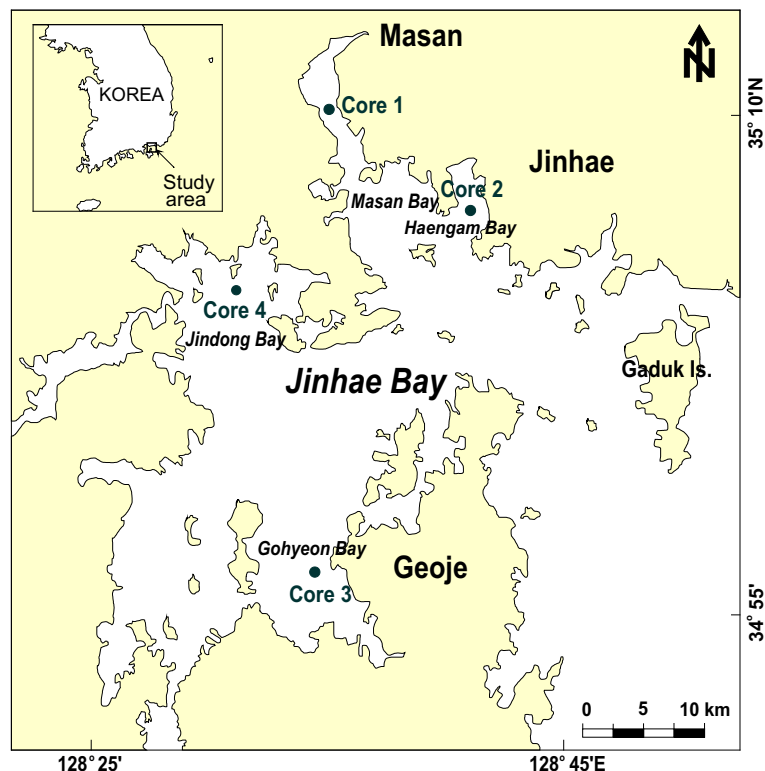 Masan
N
KOREA
Core 1
35° 10'N
Jinhae
Study
area
Core 2
Masan Bay
Haengam Bay
Core 4
Jindong Bay
Jinhae Bay
Gaduk Is.
Gohyeon Bay
Geoje
Core 3
34° 55'
0 5 10 km
128° 25'
128° 45'E